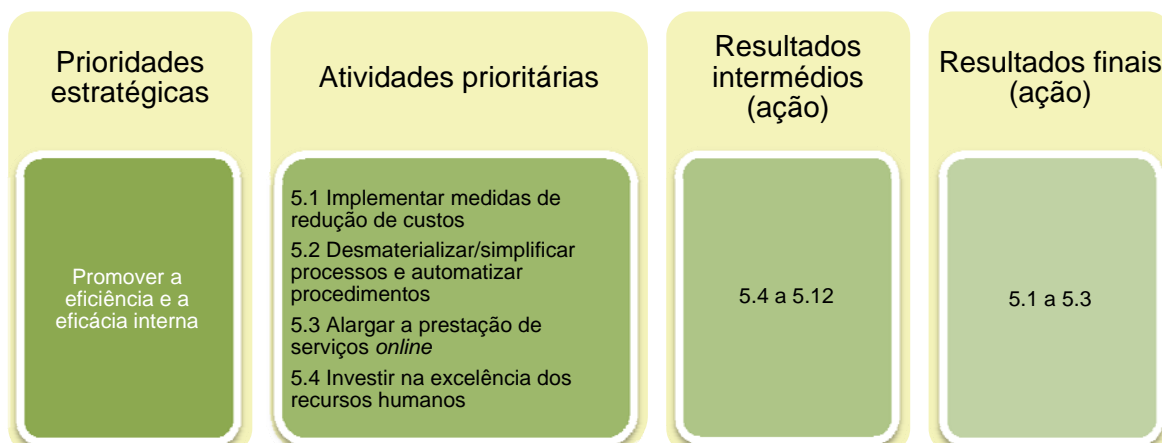 Prioridades
estratégicas
Atividades prioritárias
Resultados
intermédios
(ação)
Resultados finais
(ação)
Promover a
eficiência e a
eficácia interna
5.1 Implementar medidas de
redução de custos
5.2 Desmaterializar/simplificar
processos e automatizar
procedimentos
5.3 Alargar a prestação de
serviços online
5.4 Investir na excelência dos
recursos humanos
5.4 a 5.12
5.1 a 5.3